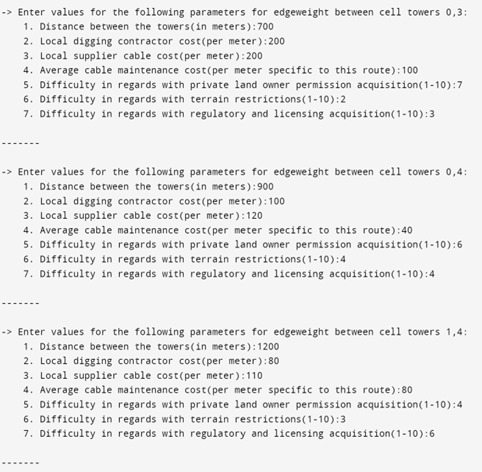 -> Enter values for the following parameters for edgeweight between cell towers 0,3:
1. Distance between the towers(in meters):700
2. Local digging contractor cost(per meter):200
3. Local supplier cable cost(per meter):200
4. Average cable maintenance cost(per meter specific to this route):100
5. Difficulty in regards with private land owner permission acquisition(1-10):7
6. Difficulty in regards with terrain restrictions(1-10):2
7. Difficulty in regards with regulatory and licensing acquisition(1-10):3
-------
-> Enter values for the following parameters for edgeweight between cell towers 0,4:
1. Distance between the towers(in meters):900
2. Local digging contractor cost(per meter):100
3. Local supplier cable cost(per meter):120
4. Average cable maintenance cost(per meter specific to this route):40
5. Difficulty in regards with private land owner permission acquisition(1-10):6
6. Difficulty in regards with terrain restrictions(1-10):4
7. Difficulty in regards with regulatory and licensing acquisition(1-10):4
-------
-> Enter values for the following parameters for edgeweight between cell towers 1,4:
1. Distance between the towers(in meters):1200
2. Local digging contractor cost(per meter):80
3. Local supplier cable cost(per meter):110
4. Average cable maintenance cost(per meter specific to this route):80
5. Difficulty in regards with private land owner permission acquisition(1-10):4
6. Difficulty in regards with terrain restrictions(1-10):3
7. Difficulty in regards with regulatory and licensing acquisition(1-10):6
-------